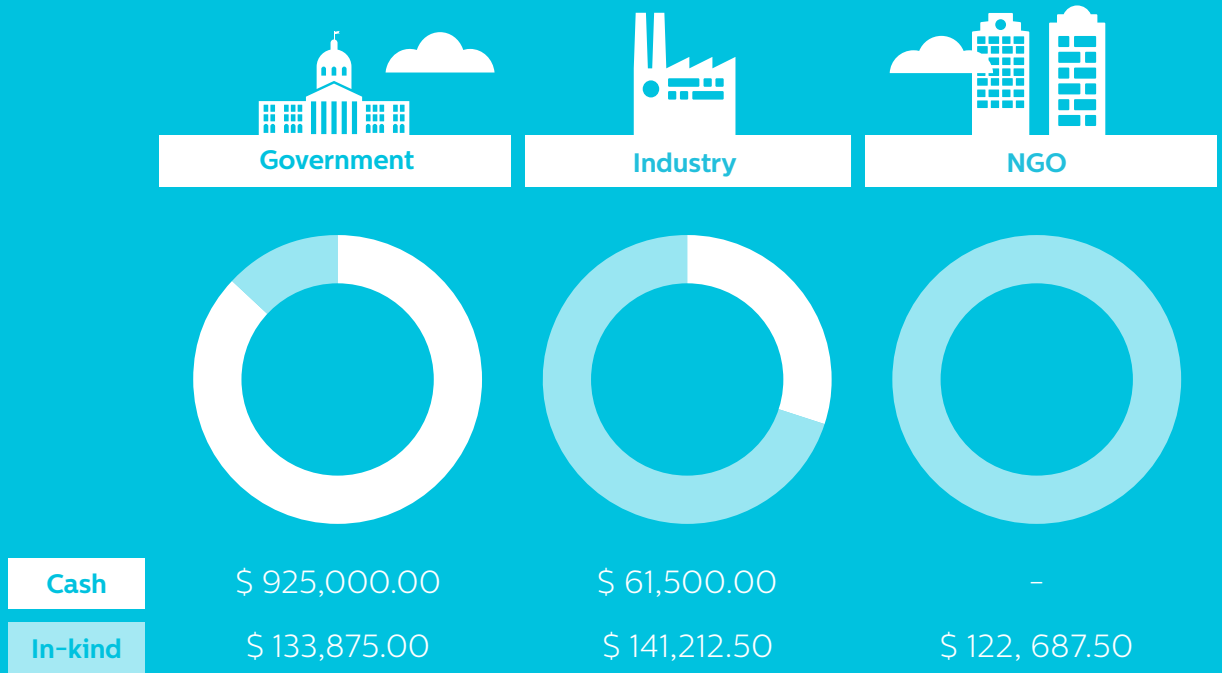 Government
Industry
NGO
Cash
$ 925,000.00
$ 61,500.00
-
In-kind
$ 133,875.00
$ 141,212.50
$ 122, 687.50